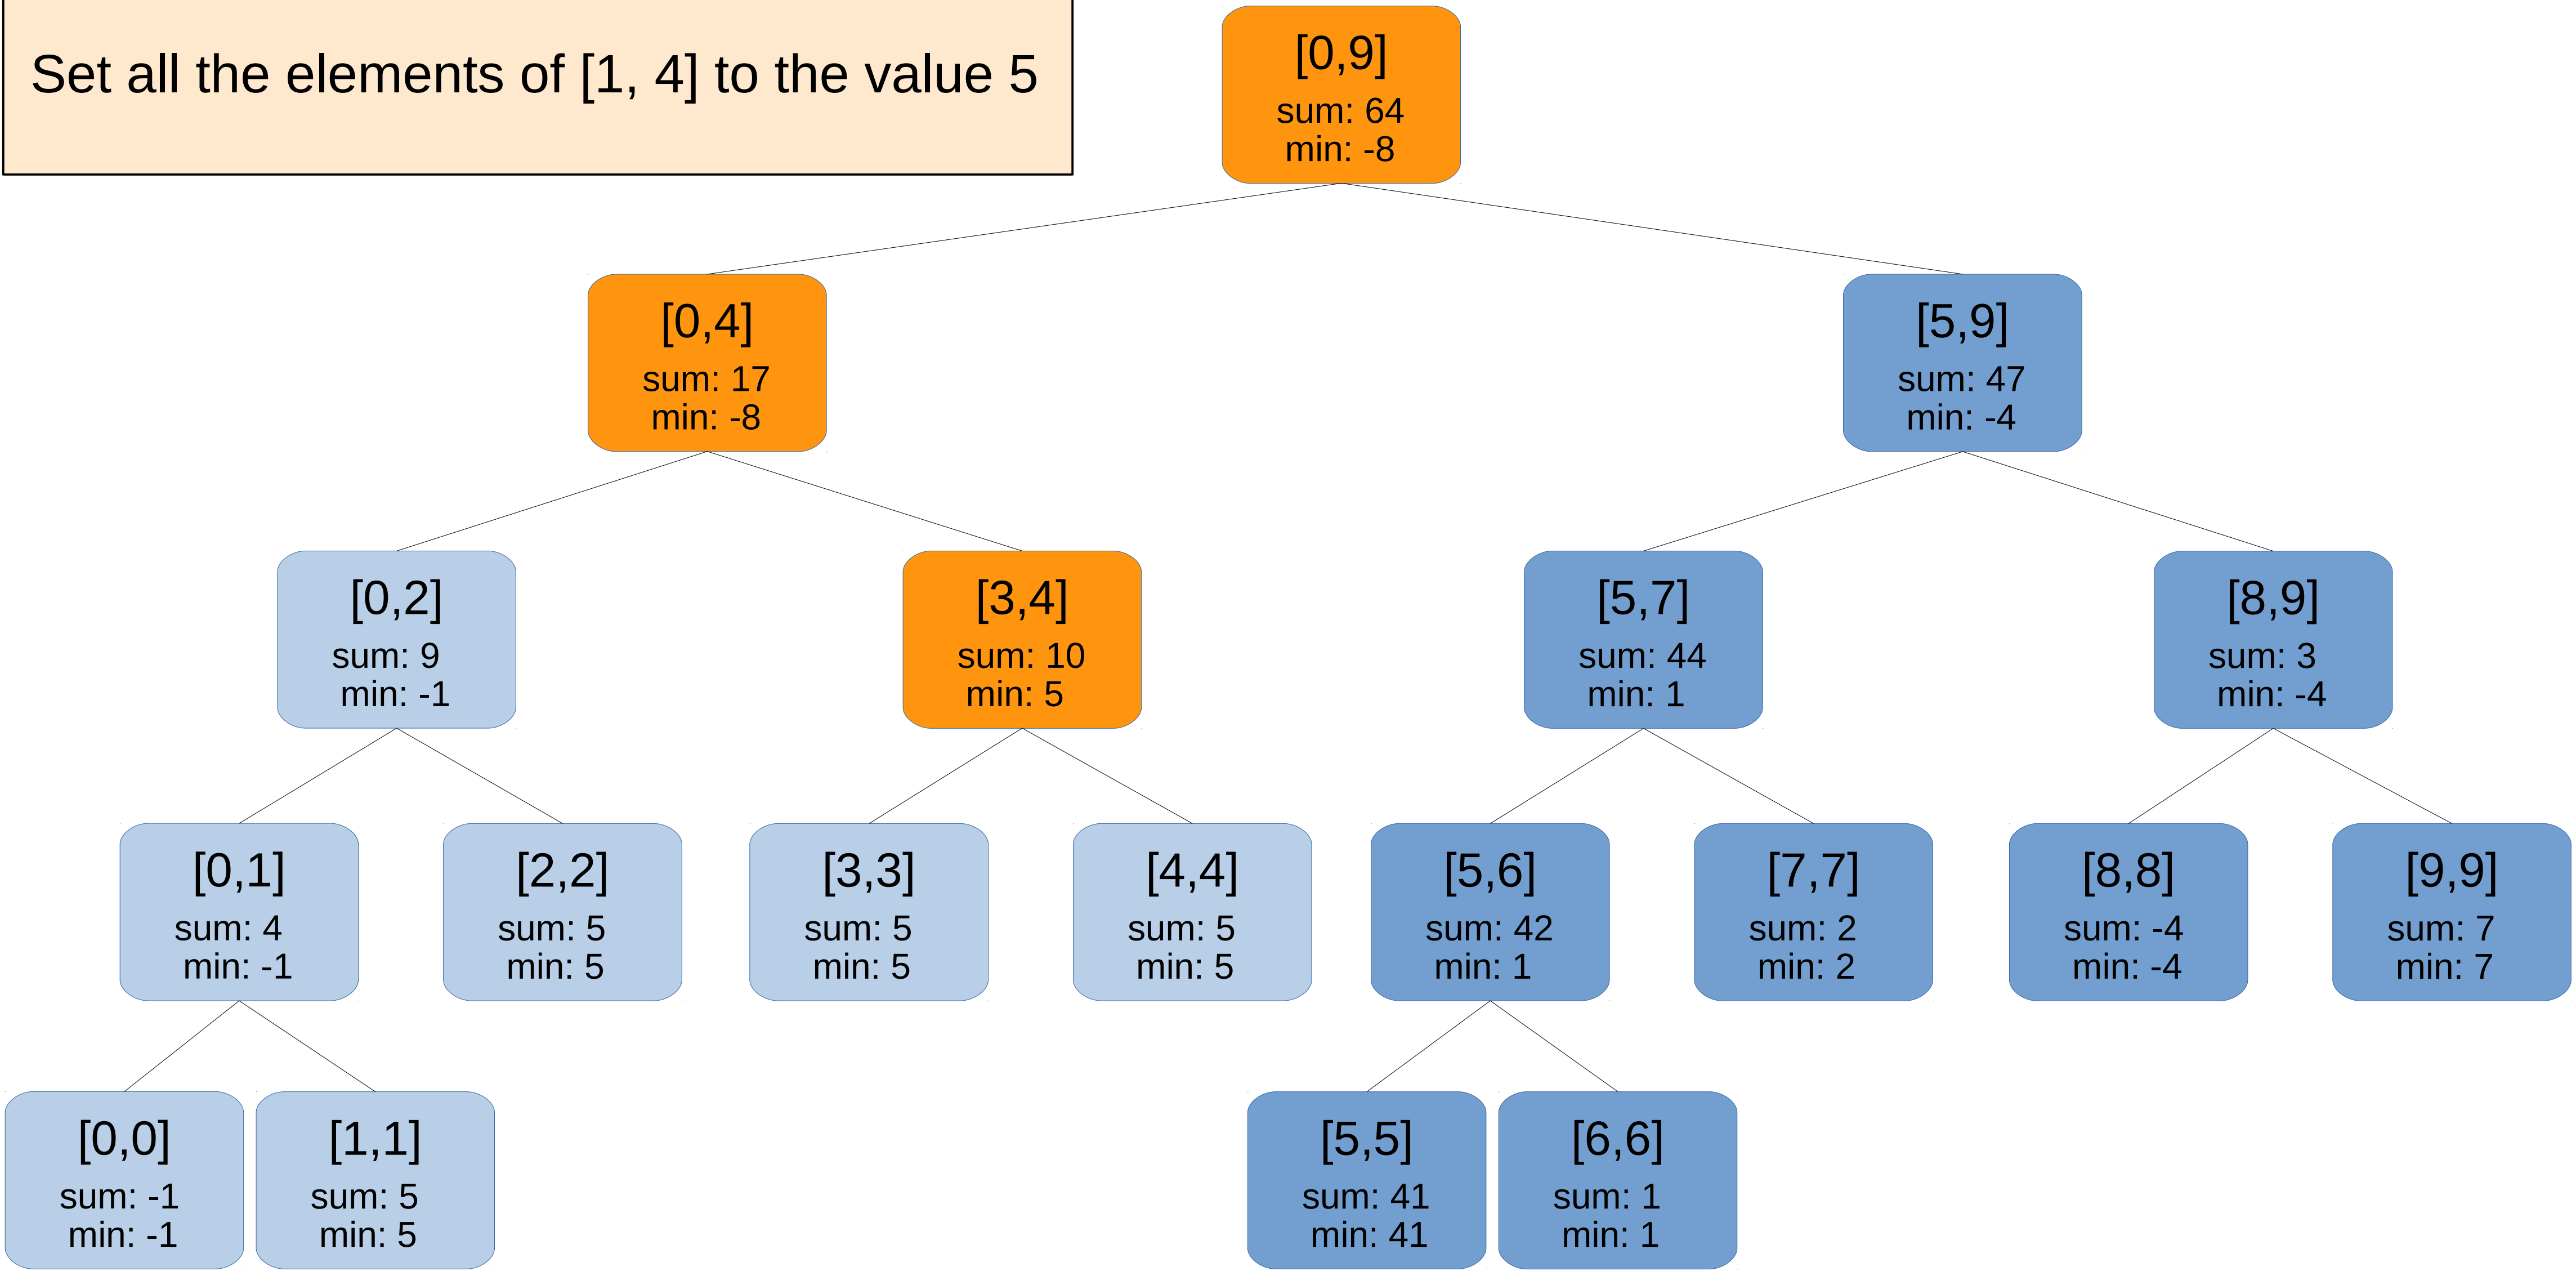 Set all the elements of [1, 4] to the value 5
[0,9]
sum: 64
min: -8
[0,4]
sum: 17
min: -8
[5,9]
sum: 47
min: -4
[0,2]
sum: 9
min: -1
[3,4]
sum: 10
min: 5
[5,7]
sum: 44
min: 1
[8,9]
sum: 3
min: -4
[0,1]
sum: 4
min: -1
[2,2]
sum: 5
min: 5
[3,3]
sum: 5
min: 5
[4,4]
sum: 5
min: 5
[5,6]
sum: 42
min: 1
[7,7]
sum: 2
min: 2
[8,8]
sum: -4
min: -4
[9,9]
sum: 7
min: 7
[0,0]
sum: -1
min: -1
[1,1]
sum: 5
min: 5
[5,5]
sum: 41
min: 41
[6,6]
sum: 1
min: 1